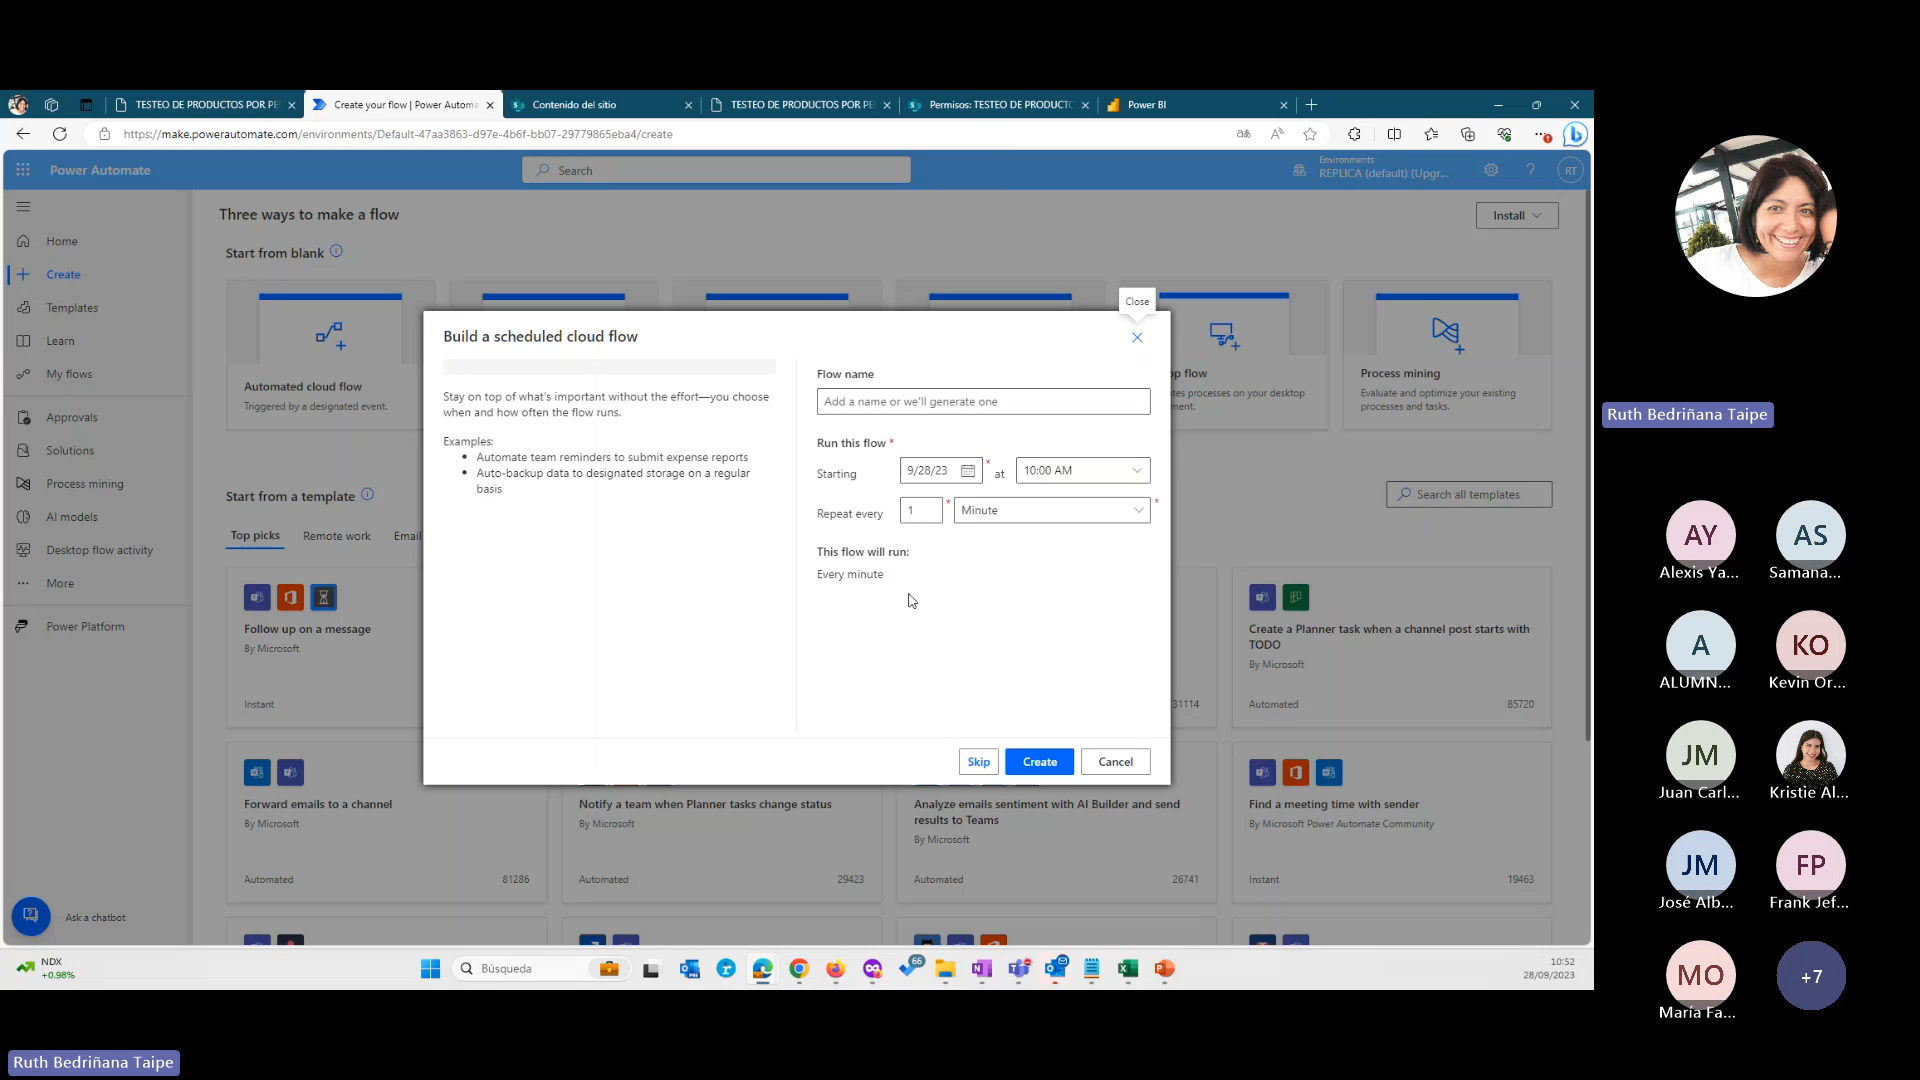 TESTEO DE PRODUCTOS POR PE
Create your flow | Power Automa
Contenido del sitio
TESTEO DE PRODUCTOS POR PE
Permisos: TESTEO DE PRODUCTO
Power BI
https://make.powerautomate.com/environments/Default-47aa3863-d97e-4b6f-bb07-29779865eba4/create
Power Automate
Search
Environments
REPLICA (default) (Upgr...
RT
Home
Create
Templates
Learn
My flows
Approvals
Solutions
Process mining
AI models
Desktop flow activity
More
Power Platform
Ask a chatbot
Three ways to make a flow
Install
Start from blank
Automated cloud flow
Triggered by a designated event.
p flow
tes processes on your desktop
ment.
Process mining
Evaluate and optimize your existing
processes and tasks.
Close
Build a scheduled cloud flow
Stay on top of what's important without the effort—you choose
when and how often the flow runs.
Examples:
Automate team reminders to submit expense reports
Auto-backup data to designated storage on a regular
basis
Flow name
Add a name or we'll generate one
Run this flow *
Starting
9/28/23
* at
10:00 AM
Repeat every
1
*
Minute
*
This flow will run:
Every minute
Skip
Create
Cancel
Start from a template
Search all templates
Top picks
Remote work
Email
Follow up on a message
By Microsoft
Instant
31114
Create a Planner task when a channel post starts with
TODO
By Microsoft
Automated
85720
Forward emails to a channel
By Microsoft
Automated
81286
Notify a team when Planner tasks change status
By Microsoft
Automated
29423
Analyze emails sentiment with AI Builder and send
results to Teams
By Microsoft
Automated
26741
Find a meeting time with sender
By Microsoft Power Automate Community
Instant
19463
NDX
+0.98%
Búsqueda
66
10:52
28/09/2023
Ruth Bedriñana Taipe
AY
Alexis Ya...
AS
Samana...
A
ALUMN...
KO
Kevin Or...
JM
Juan Carl...
Kristie Al...
JM
José Alb...
FP
Frank Jef...
MO
María Fa...
+7
Ruth Bedriñana Taipe